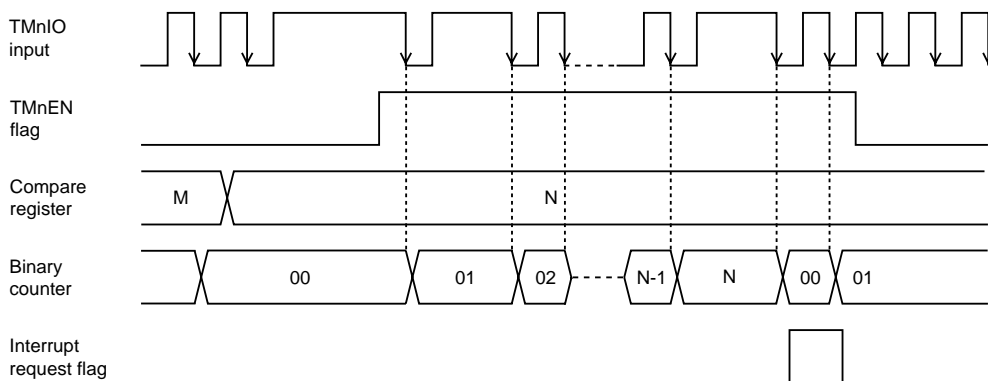 TMnIO
input
TMnEN
flag
Compare
register
M
N
Binary
counter
00
01
02
N-1
N
00
01
Interrupt
request flag